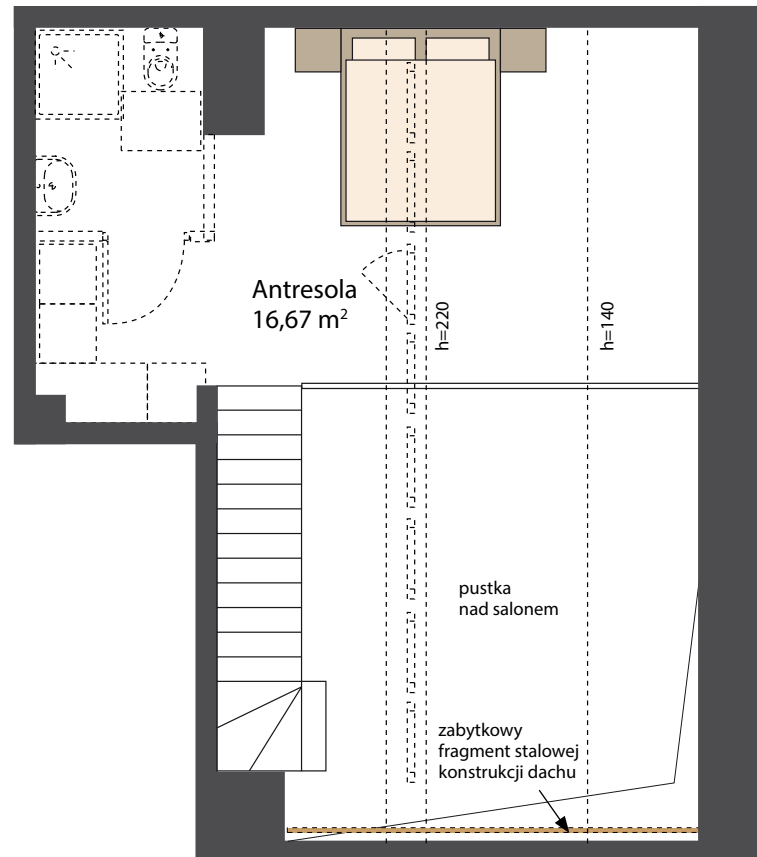 Antresola
16,67 m²
h=220
h=140
pustka
nad salonem
zabytkowy
fragment stalowej
konstrukcji dachu